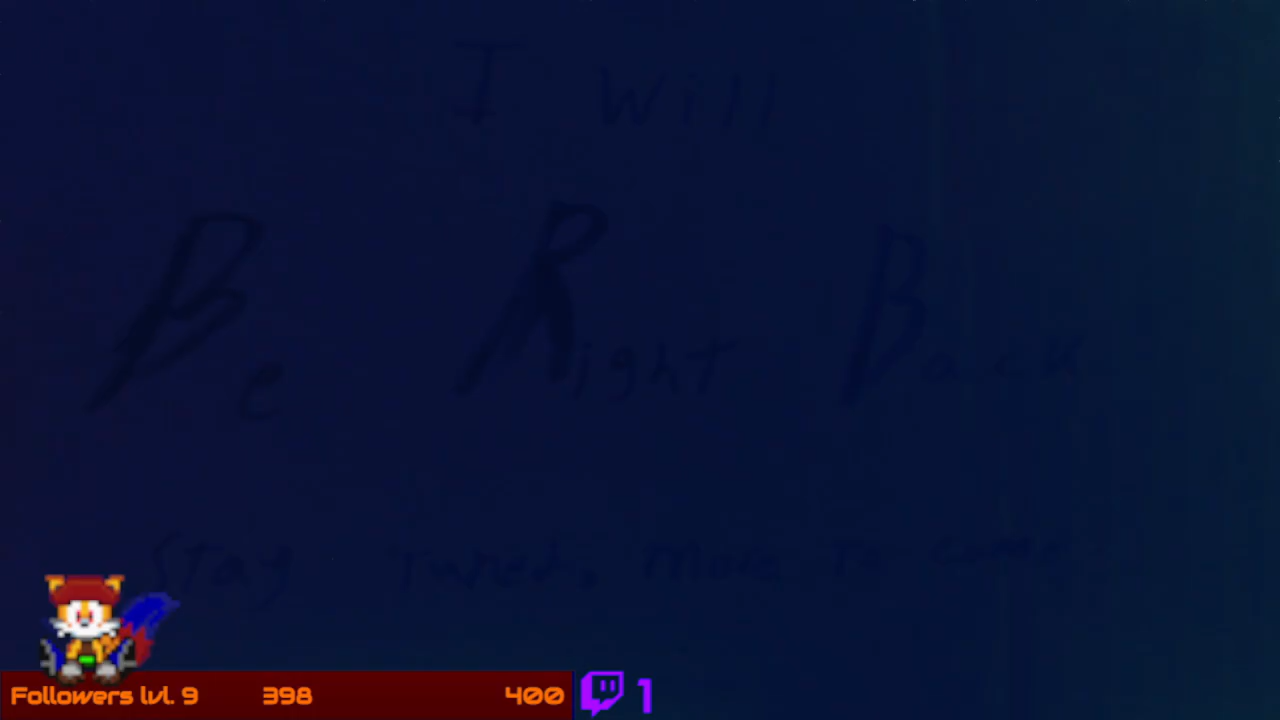 I Will
Be Right Back
Stay Tuned, More To come
Followers lvl. 9 398 400
1